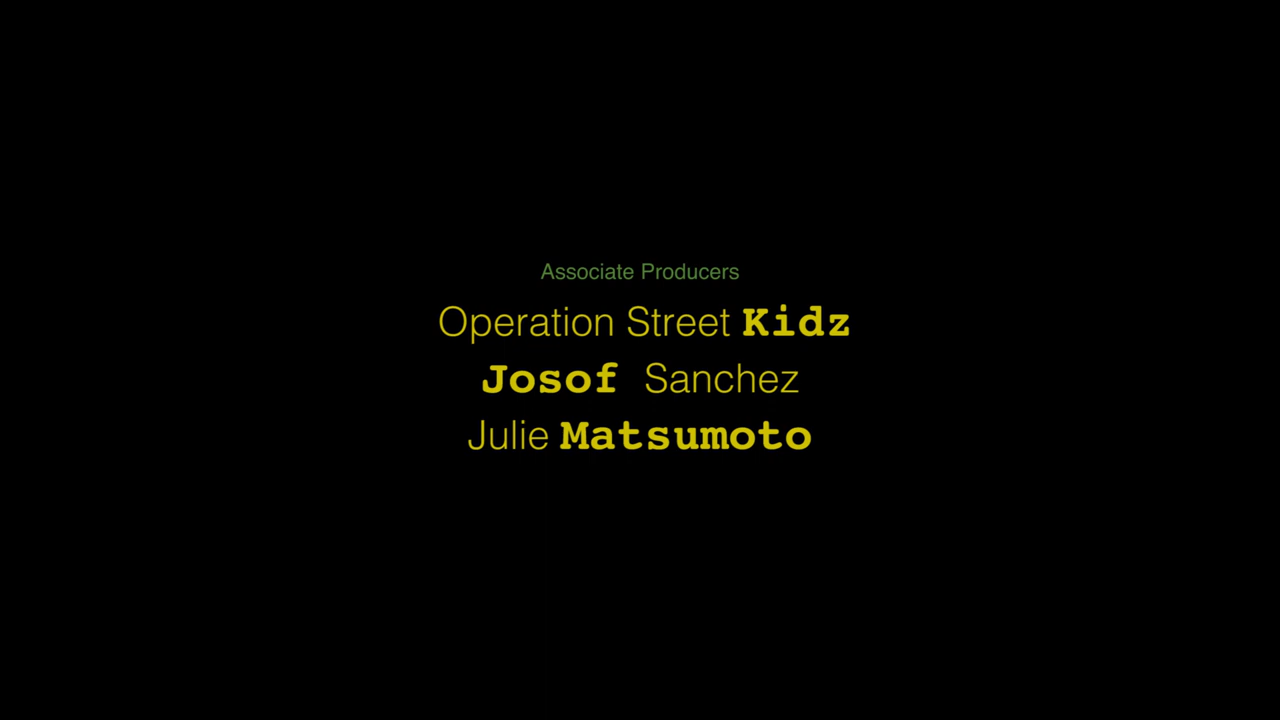 Associate Producers
Operation Street Kidz
Josof Sanchez
Julie Matsumoto